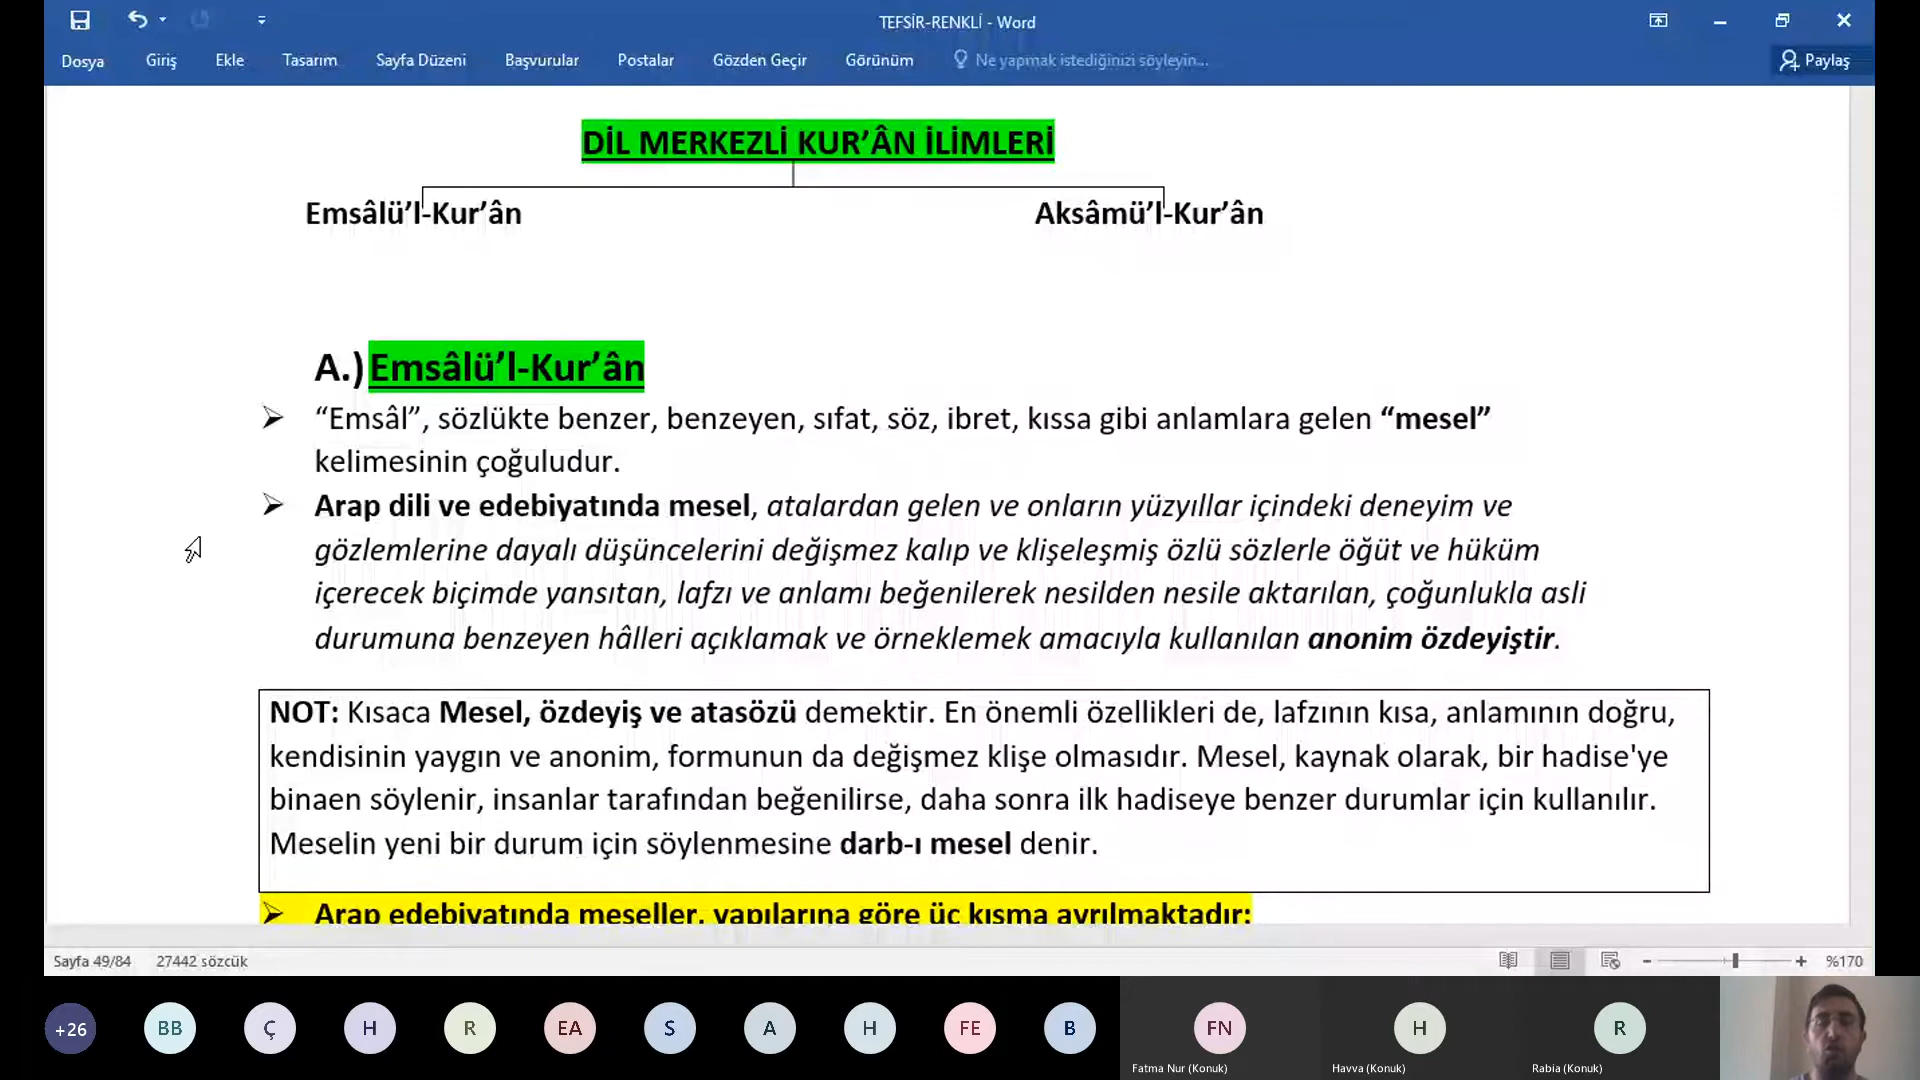 TEFSİR-RENKLİ - Word
Dosya Giriş Ekle Tasarım Sayfa Düzeni Başvurular Postalar Gözden Geçir Görünüm Ne yapmak istediğinizi söyleyin... Paylaş
DİL MERKEZLİ KUR’ÂN İLİMLERİ
Emsâlü’l-Kur’ân Aksâmü’l-Kur’ân
A.) Emsâlü’l-Kur’ân
➢ “Emsâl”, sözlükte benzer, benzeyen, sıfat, söz, ibret, kıssa gibi anlamlara gelen “mesel”
kelimesinin çoğuludur.
➢ Arap dili ve edebiyatında mesel, atalardan gelen ve onların yüzyıllar içindeki deneyim ve
gözlemlerine dayalı düşüncelerini değişmez kalıp ve klişeleşmiş özlü sözlerle öğüt ve hüküm
içerecek biçimde yansıtan, lafzı ve anlamı beğenilerek nesilden nesile aktarılan, çoğunlukla asli
durumuna benzeyen hâlleri açıklamak ve örneklemek amacıyla kullanılan anonim özdeyiştir.
NOT: Kısaca Mesel, özdeyiş ve atasözü demektir. En önemli özellikleri de, lafzının kısa, anlamının doğru,
kendisinin yaygın ve anonim, formunun da değişmez klişe olmasıdır. Mesel, kaynak olarak, bir hadise'ye
binaen söylenir, insanlar tarafından beğenilirse, daha sonra ilk hadiseye benzer durumlar için kullanılır.
Meselin yeni bir durum için söylenmesine darb-ı mesel denir.
➢ Arap edebiyatında meseller, yapılarına göre üç kısma ayrılmaktadır:
Sayfa 49/84 27442 sözcük %170
+26 BB Ç H R EA S A H FE B FN H R
Fatma Nur (Konuk) Havva (Konuk) Rabia (Konuk)